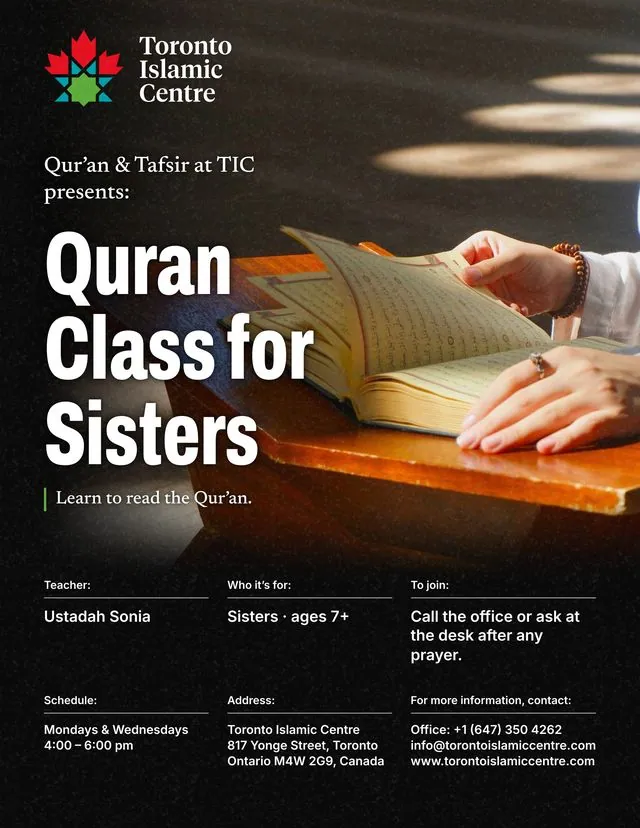 Toronto
Islamic
Centre
Qur’an & Tafsir at TIC
presents:
Quran
Class for
Sisters
Learn to read the Qur’an.
Teacher:
Ustadah Sonia
Who it’s for:
Sisters · ages 7+
To join:
Call the office or ask at
the desk after any
prayer.
Schedule:
Mondays & Wednesdays
4:00 – 6:00 pm
Address:
Toronto Islamic Centre
817 Yonge Street, Toronto
Ontario M4W 2G9, Canada
For more information, contact:
Office: +1 (647) 350 4262
info@torontoislamiccentre.com
www.torontoislamiccentre.com